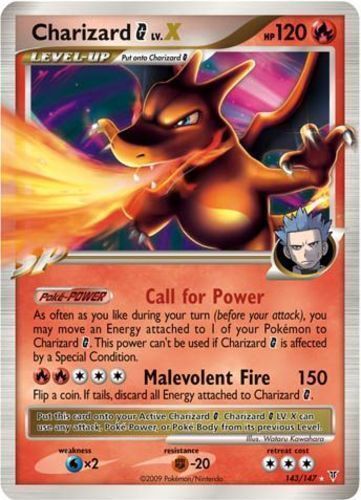 Charizard G LV.X HP 120
LEVEL-UP Put onto Charizard G
SP
Poké-POWER Call for Power
As often as you like during your turn (before your attack), you
may move an Energy attached to 1 of your Pokémon to
Charizard G. This power can't be used if Charizard G is affected
by a Special Condition.
Malevolent Fire 150
Flip a coin. If tails, discard all Energy attached to Charizard G.
Put this card onto your Active Charizard G. Charizard G LV.X can
use any attack, Poké-Power, or Poké-Body from its previous Level.
Illus. Wataru Kawahara
weakness resistance retreat cost
×2 -20
©2009 Pokémon/Nintendo 143/147